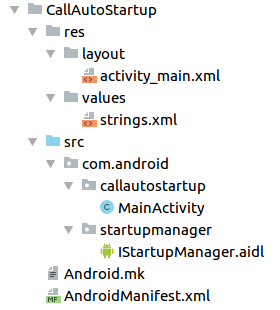 CallAutoStartup
res
layout
activity_main.xml
values
strings.xml
src
com.android
callautostartup
C MainActivity
startupmanager
IStartupManager.aidl
Android.mk
MF AndroidManifest.xml